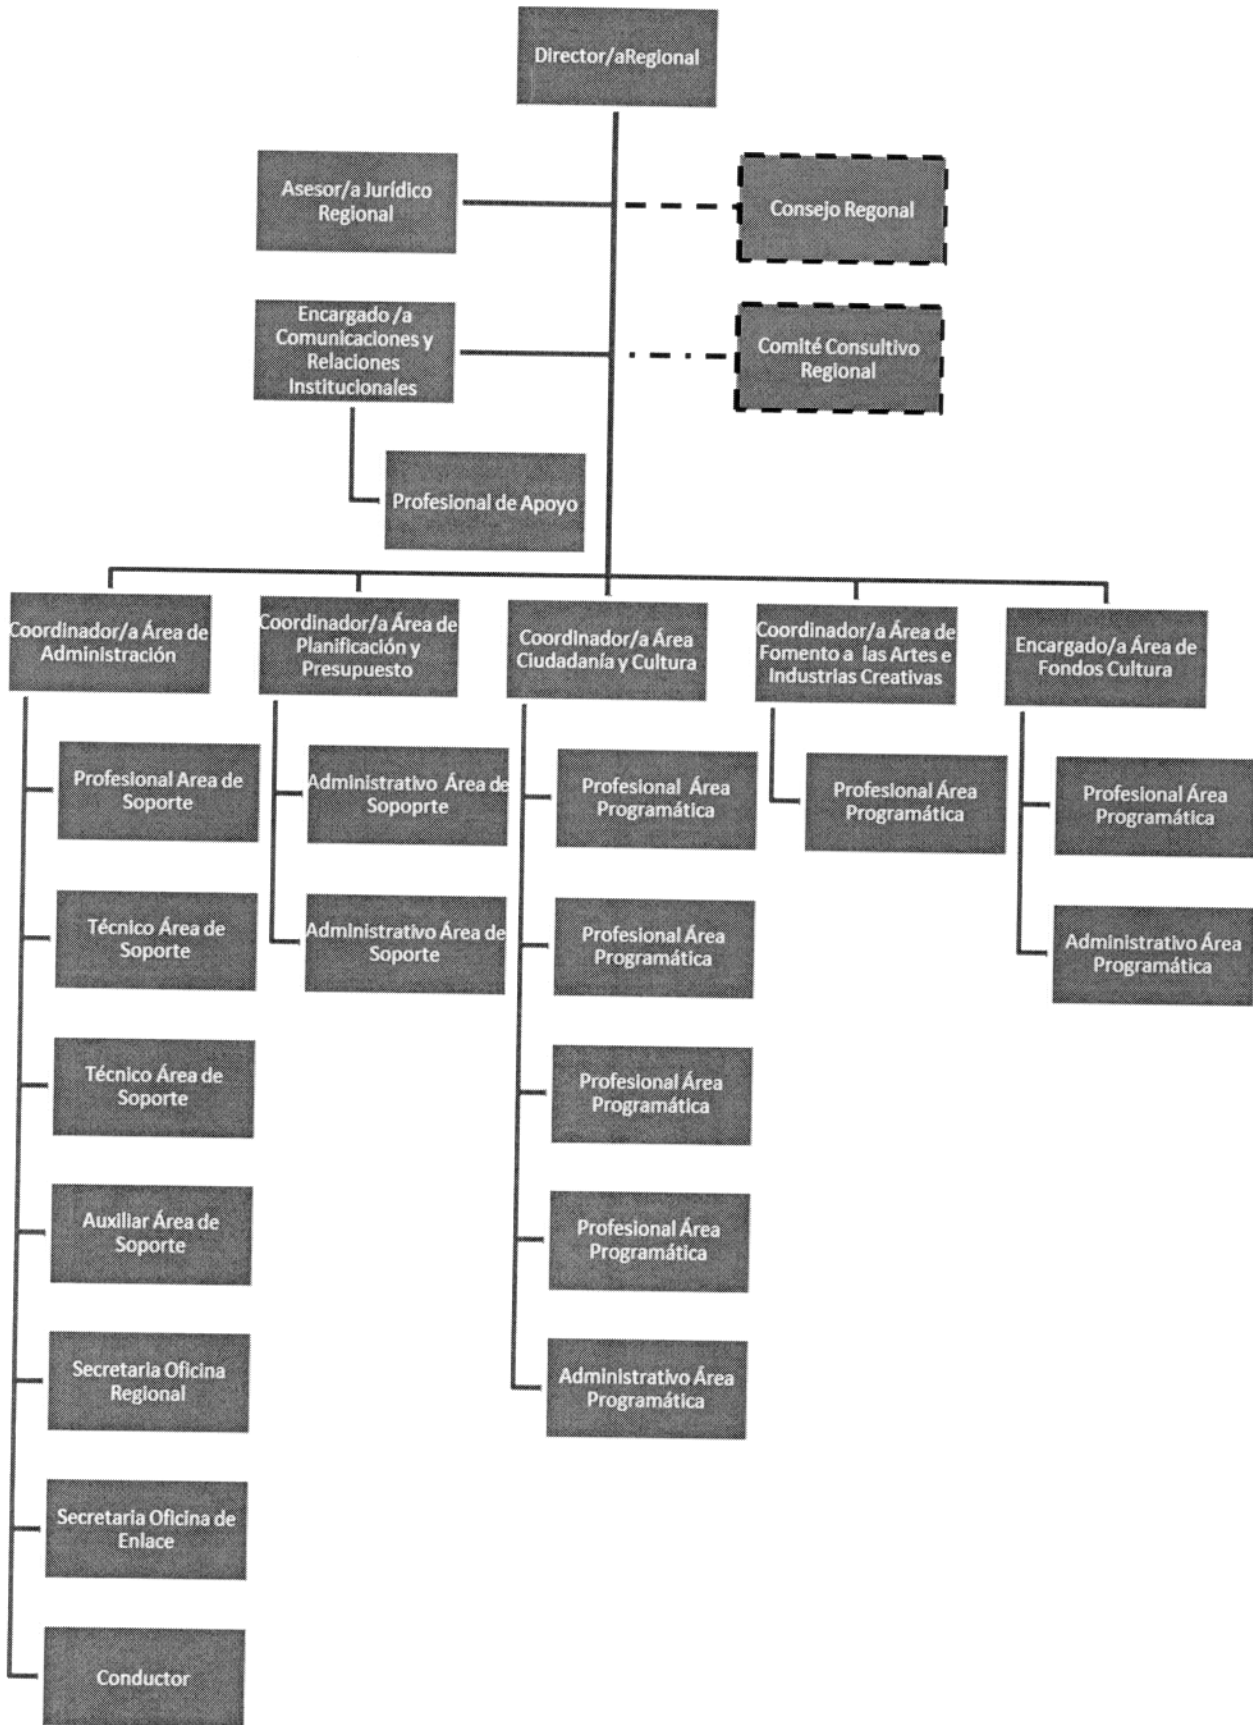 Director/aRegional
Asesor/a Jurídico
Regional
Consejo Regonal
Encargado /a
Comunicaciones y
Relaciones
Institucionales
Comité Consultivo
Regional
Profesional de Apoyo
Coordinador/a Área de
Administración
Coordinador/a Área de
Planificación y
Presupuesto
Coordinador/a Área
Ciudadanía y Cultura
Coordinador/a Área de
Fomento a las Artes e
Industrias Creativas
Encargado/a Área de
Fondos Cultura
Profesional Area de
Soporte
Técnico Área de
Soporte
Técnico Área de
Soporte
Auxiliar Área de
Soporte
Secretaria Oficina
Regional
Secretaria Oficina de
Enlace
Conductor
Administrativo Área de
Sopoprte
Administrativo Área de
Soporte
Profesional Área
Programática
Profesional Área
Programática
Profesional Área
Programática
Profesional Área
Programática
Administrativo Área
Programática
Profesional Área
Programática
Profesional Área
Programática
Administrativo Área
Programática